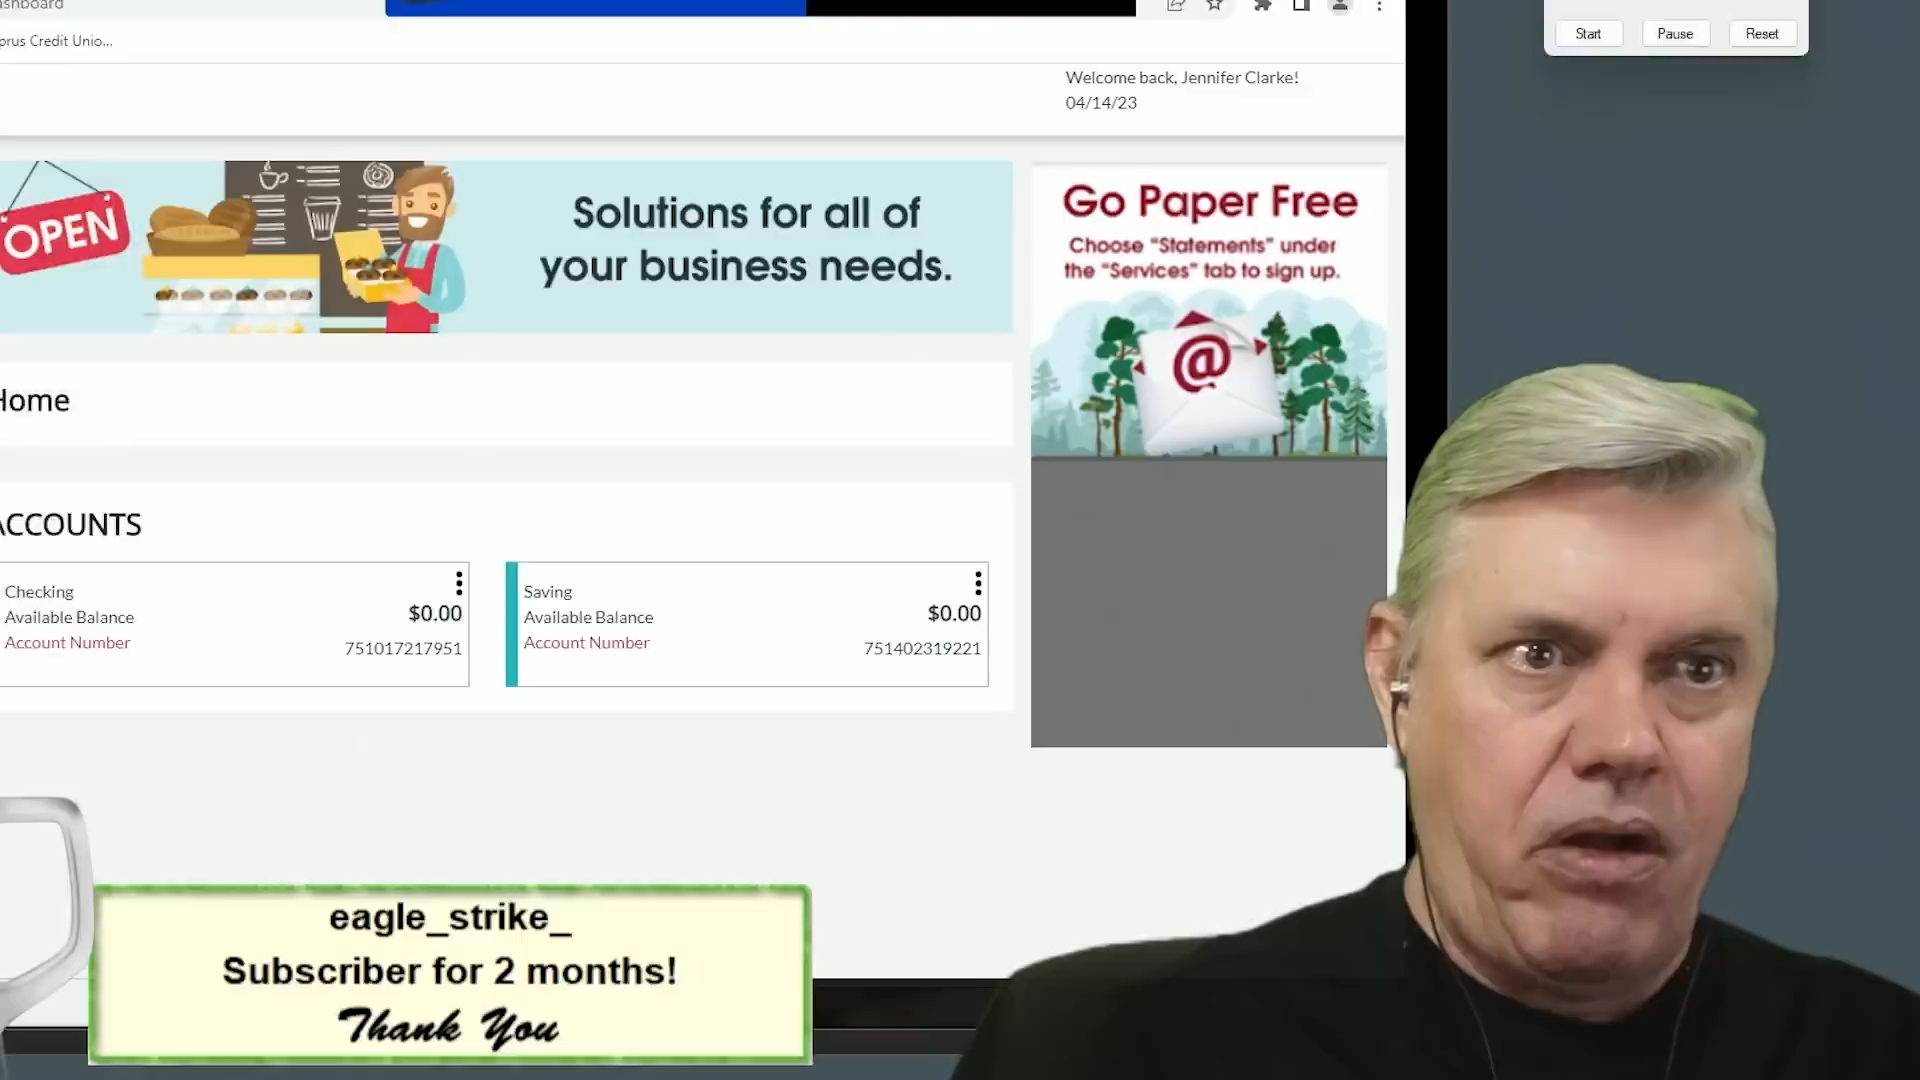 ashboard
prus Credit Unio...
Start
Pause
Reset
Welcome back, Jennifer Clarke!
04/14/23
OPEN
Solutions for all of
your business needs.
Go Paper Free
Choose “Statements” under
the “Services” tab to sign up.
@
Home
ACCOUNTS
Checking
Available Balance
$0.00
Account Number
751017217951
Saving
Available Balance
$0.00
Account Number
751402319221
eagle_strike_
Subscriber for 2 months!
Thank You